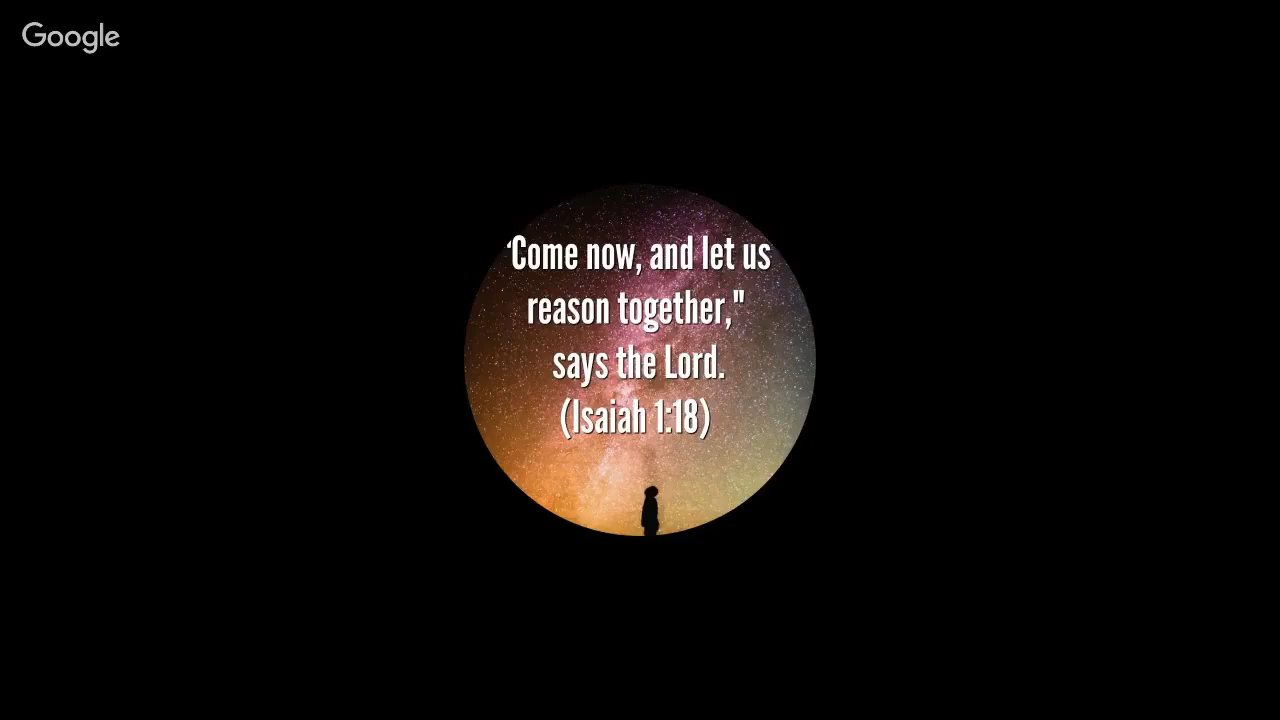 Google
"Come now, and let us
reason together,"
says the Lord.
(Isaiah 1:18)